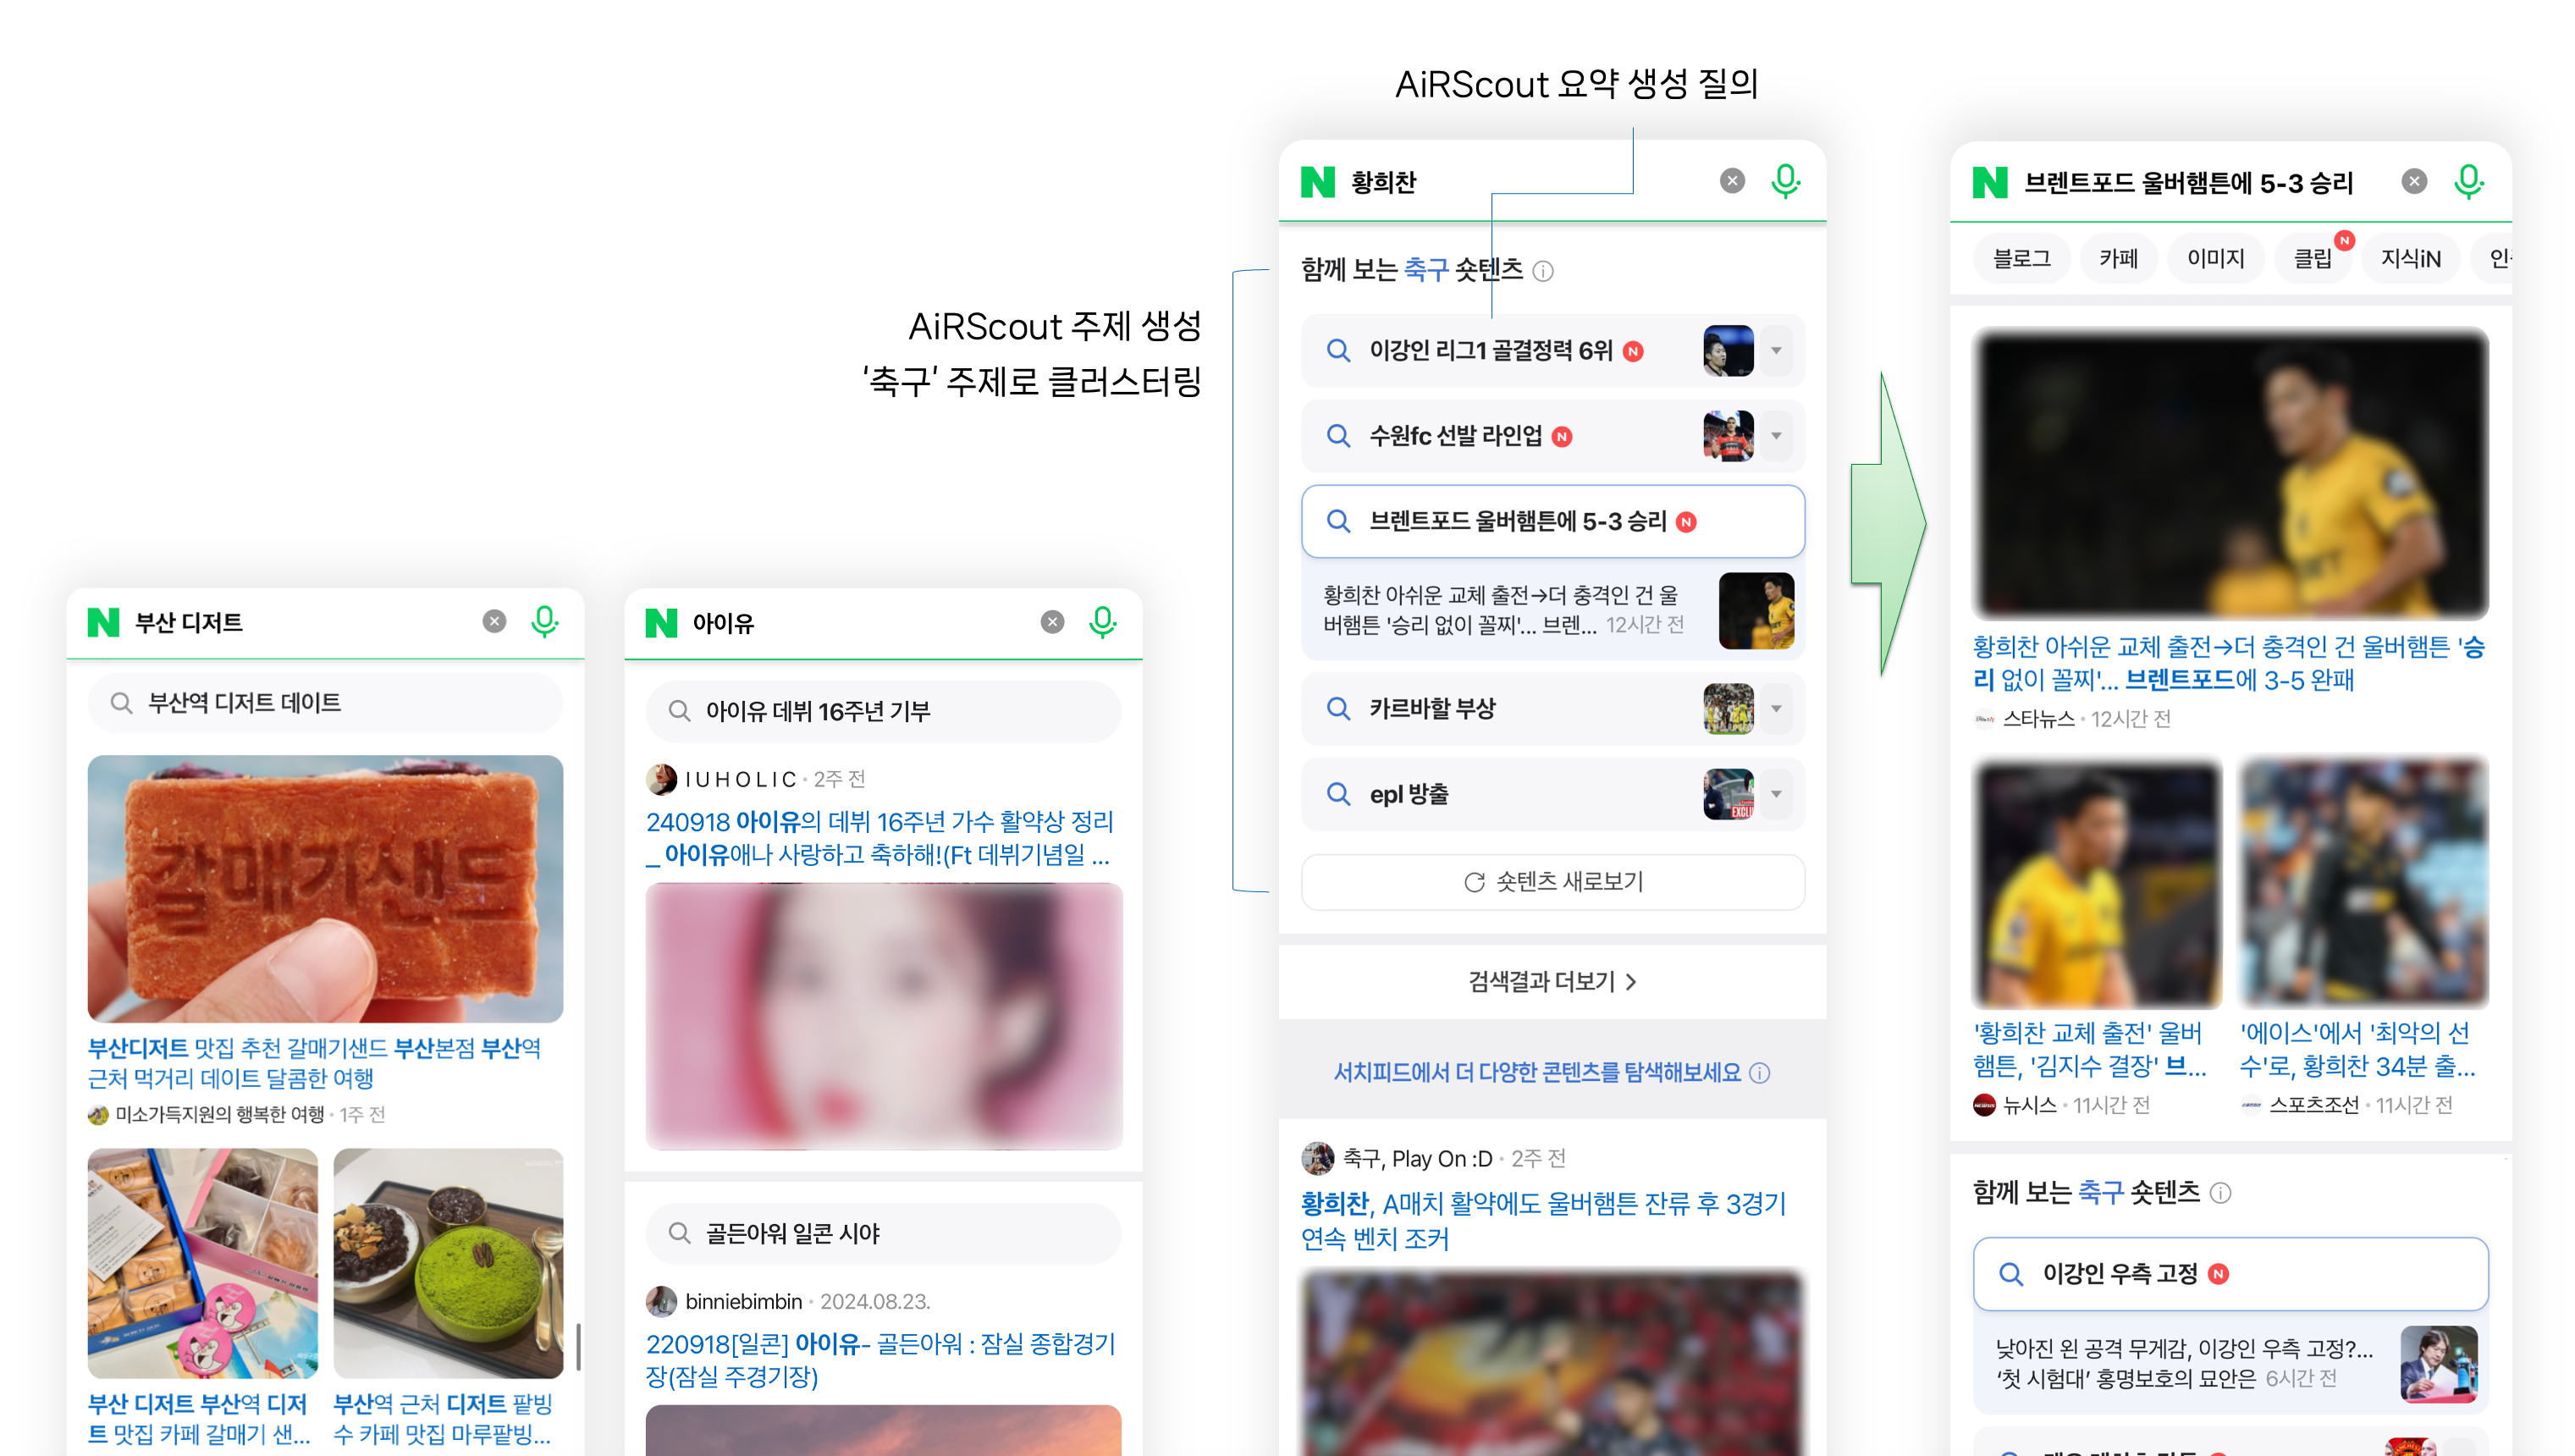 AiRScout 요약 생성 질의
AiRScout 주제 생성
'축구' 주제로 클러스터링
부산 디저트
부산역 디저트 데이트
갈매기샌드
부산디저트 맛집 추천 갈매기샌드 부산본점 부산역
근처 먹거리 데이트 달콤한 여행
미소가득지원의 행복한 여행 · 1주 전
부산 디저트 부산역 디저
트 맛집 카페 갈매기 샌...
부산역 근처 디저트 팥빙
수 카페 맛집 마루팥빙...
아이유
아이유 데뷔 16주년 기부
I U H O L I C · 2주 전
240918 아이유의 데뷔 16주년 가수 활약상 정리
_ 아이유애나 사랑하고 축하해!(Ft 데뷔기념일 ...
골든아워 일콘 시야
binniebimbin · 2024.08.23.
220918[일콘] 아이유- 골든아워 : 잠실 종합경기
장(잠실 주경기장)
황희찬
함께 보는 축구 숏텐츠
이강인 리그1 골결정력 6위 N
수원fc 선발 라인업 N
브렌트포드 울버햄튼에 5-3 승리 N
황희찬 아쉬운 교체 출전→더 충격인 건 울
버햄튼 '승리 없이 꼴찌'... 브렌... 12시간 전
카르바할 부상
epl 방출
EXCLU
숏텐츠 새로보기
검색결과 더보기 >
서치피드에서 더 다양한 콘텐츠를 탐색해보세요
축구, Play On :D · 2주 전
황희찬, A매치 활약에도 울버햄튼 잔류 후 3경기
연속 벤치 조커
브렌트포드 울버햄튼에 5-3 승리
블로그 카페 이미지 클립 N 지식iN
황희찬 아쉬운 교체 출전→더 충격인 건 울버햄튼 '승
리 없이 꼴찌'... 브렌트포드에 3-5 완패
스타뉴스 · 12시간 전
'황희찬 교체 출전' 울버
햄튼, '김지수 결장' 브...
뉴시스 · 11시간 전
'에이스'에서 '최악의 선
수'로, 황희찬 34분 출...
스포츠조선 · 11시간 전
함께 보는 축구 숏텐츠
이강인 우측 고정 N
낮아진 왼 공격 무게감, 이강인 우측 고정?...
'첫 시험대' 홍명보호의 묘안은 6시간 전